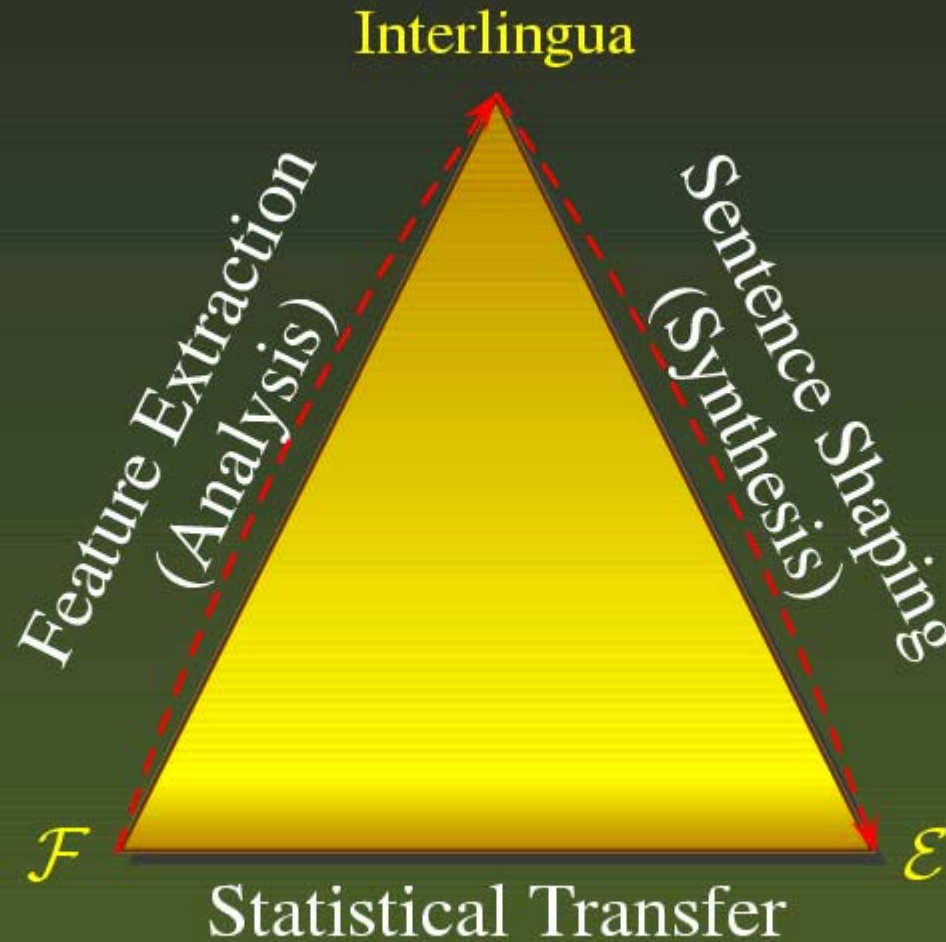 Interlingua
Feature Extraction
(Analysis)
Sentence Shaping
(Synthesis)
ℱ
ℰ
Statistical Transfer